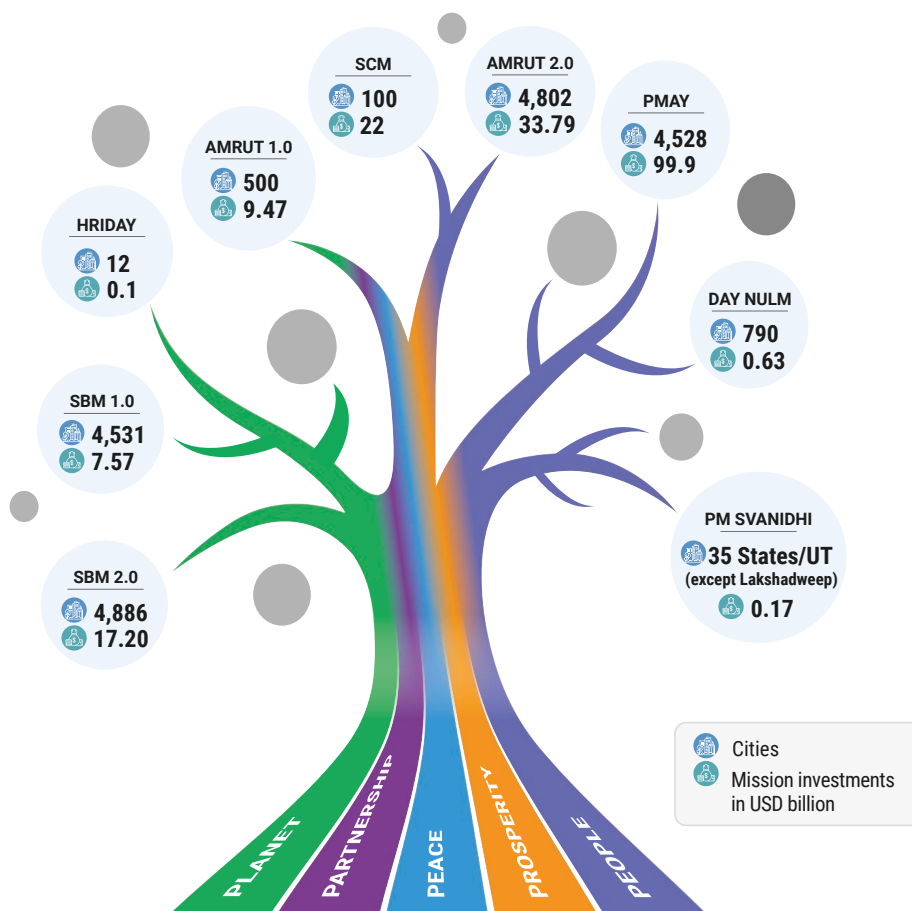 SCM
100
22
AMRUT 2.0
4,802
33.79
PMAY
4,528
99.9
AMRUT 1.0
500
9.47
HRIDAY
12
0.1
DAY NULM
790
0.63
SBM 1.0
4,531
7.57
PM SVANIDHI
35 States/UT
(except Lakshadweep)
0.17
SBM 2.0
4,886
17.20
Cities
Mission investments
in USD billion
PLANET
PARTNERSHIP
PEACE
PROSPERITY
PEOPLE